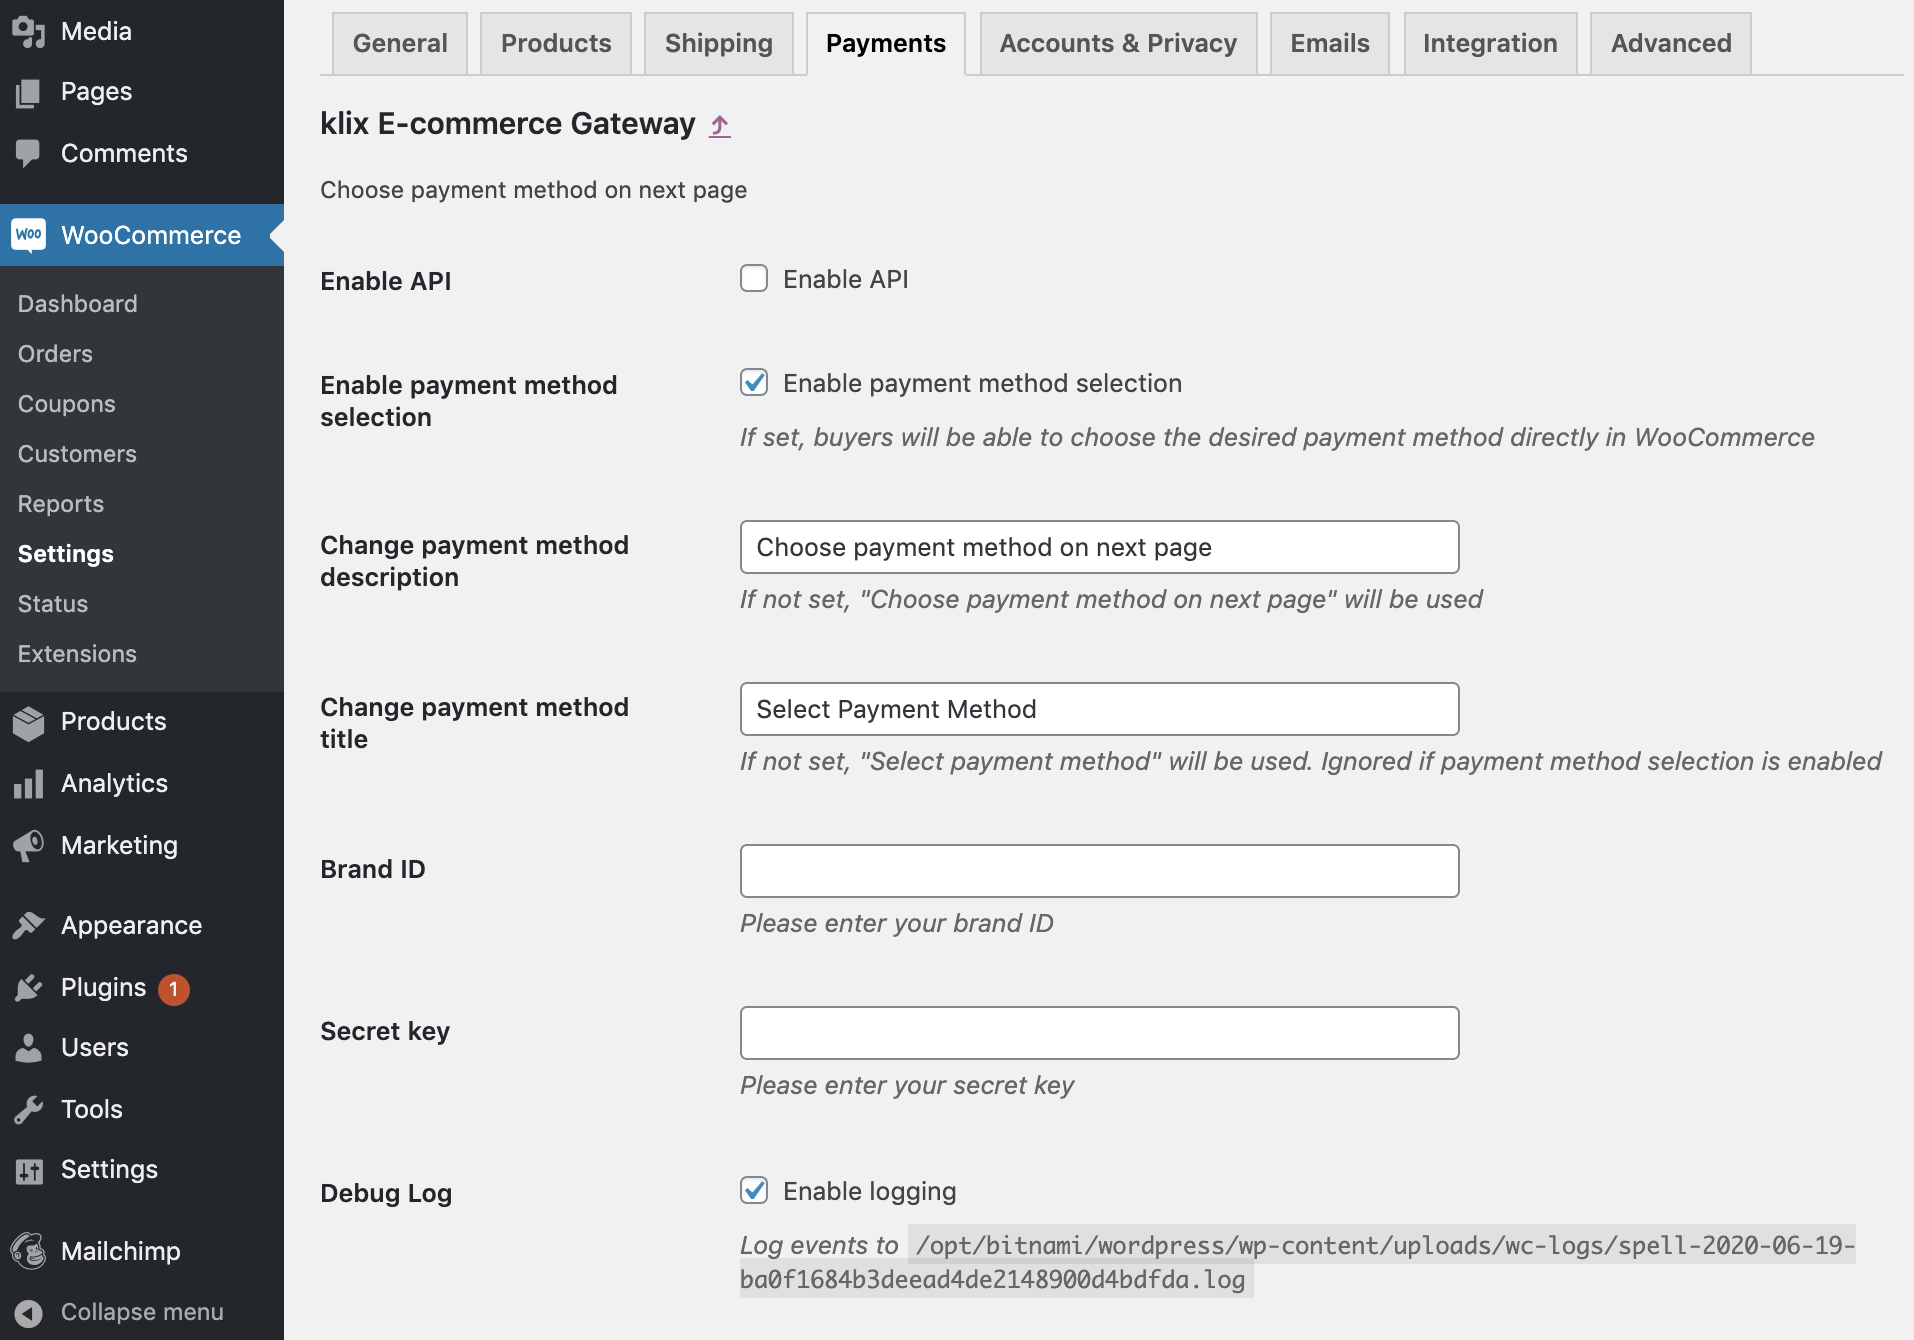 Media
Pages
Comments
WOO WooCommerce
Dashboard
Orders
Coupons
Customers
Reports
Settings
Status
Extensions
Products
Analytics
Marketing
Appearance
Plugins 1
Users
Tools
Settings
Mailchimp
Collapse menu
General Products Shipping Payments Accounts & Privacy Emails Integration Advanced
klix E-commerce Gateway ⤴
Choose payment method on next page
Enable API
Enable API
Enable payment method
selection
Enable payment method selection
If set, buyers will be able to choose the desired payment method directly in WooCommerce
Change payment method
description
Choose payment method on next page
If not set, "Choose payment method on next page" will be used
Change payment method
title
Select Payment Method
If not set, "Select payment method" will be used. Ignored if payment method selection is enabled
Brand ID
Please enter your brand ID
Secret key
Please enter your secret key
Debug Log
Enable logging
Log events to /opt/bitnami/wordpress/wp-content/uploads/wc-logs/spell-2020-06-19-
ba0f1684b3deead4de2148900d4bdfda.log